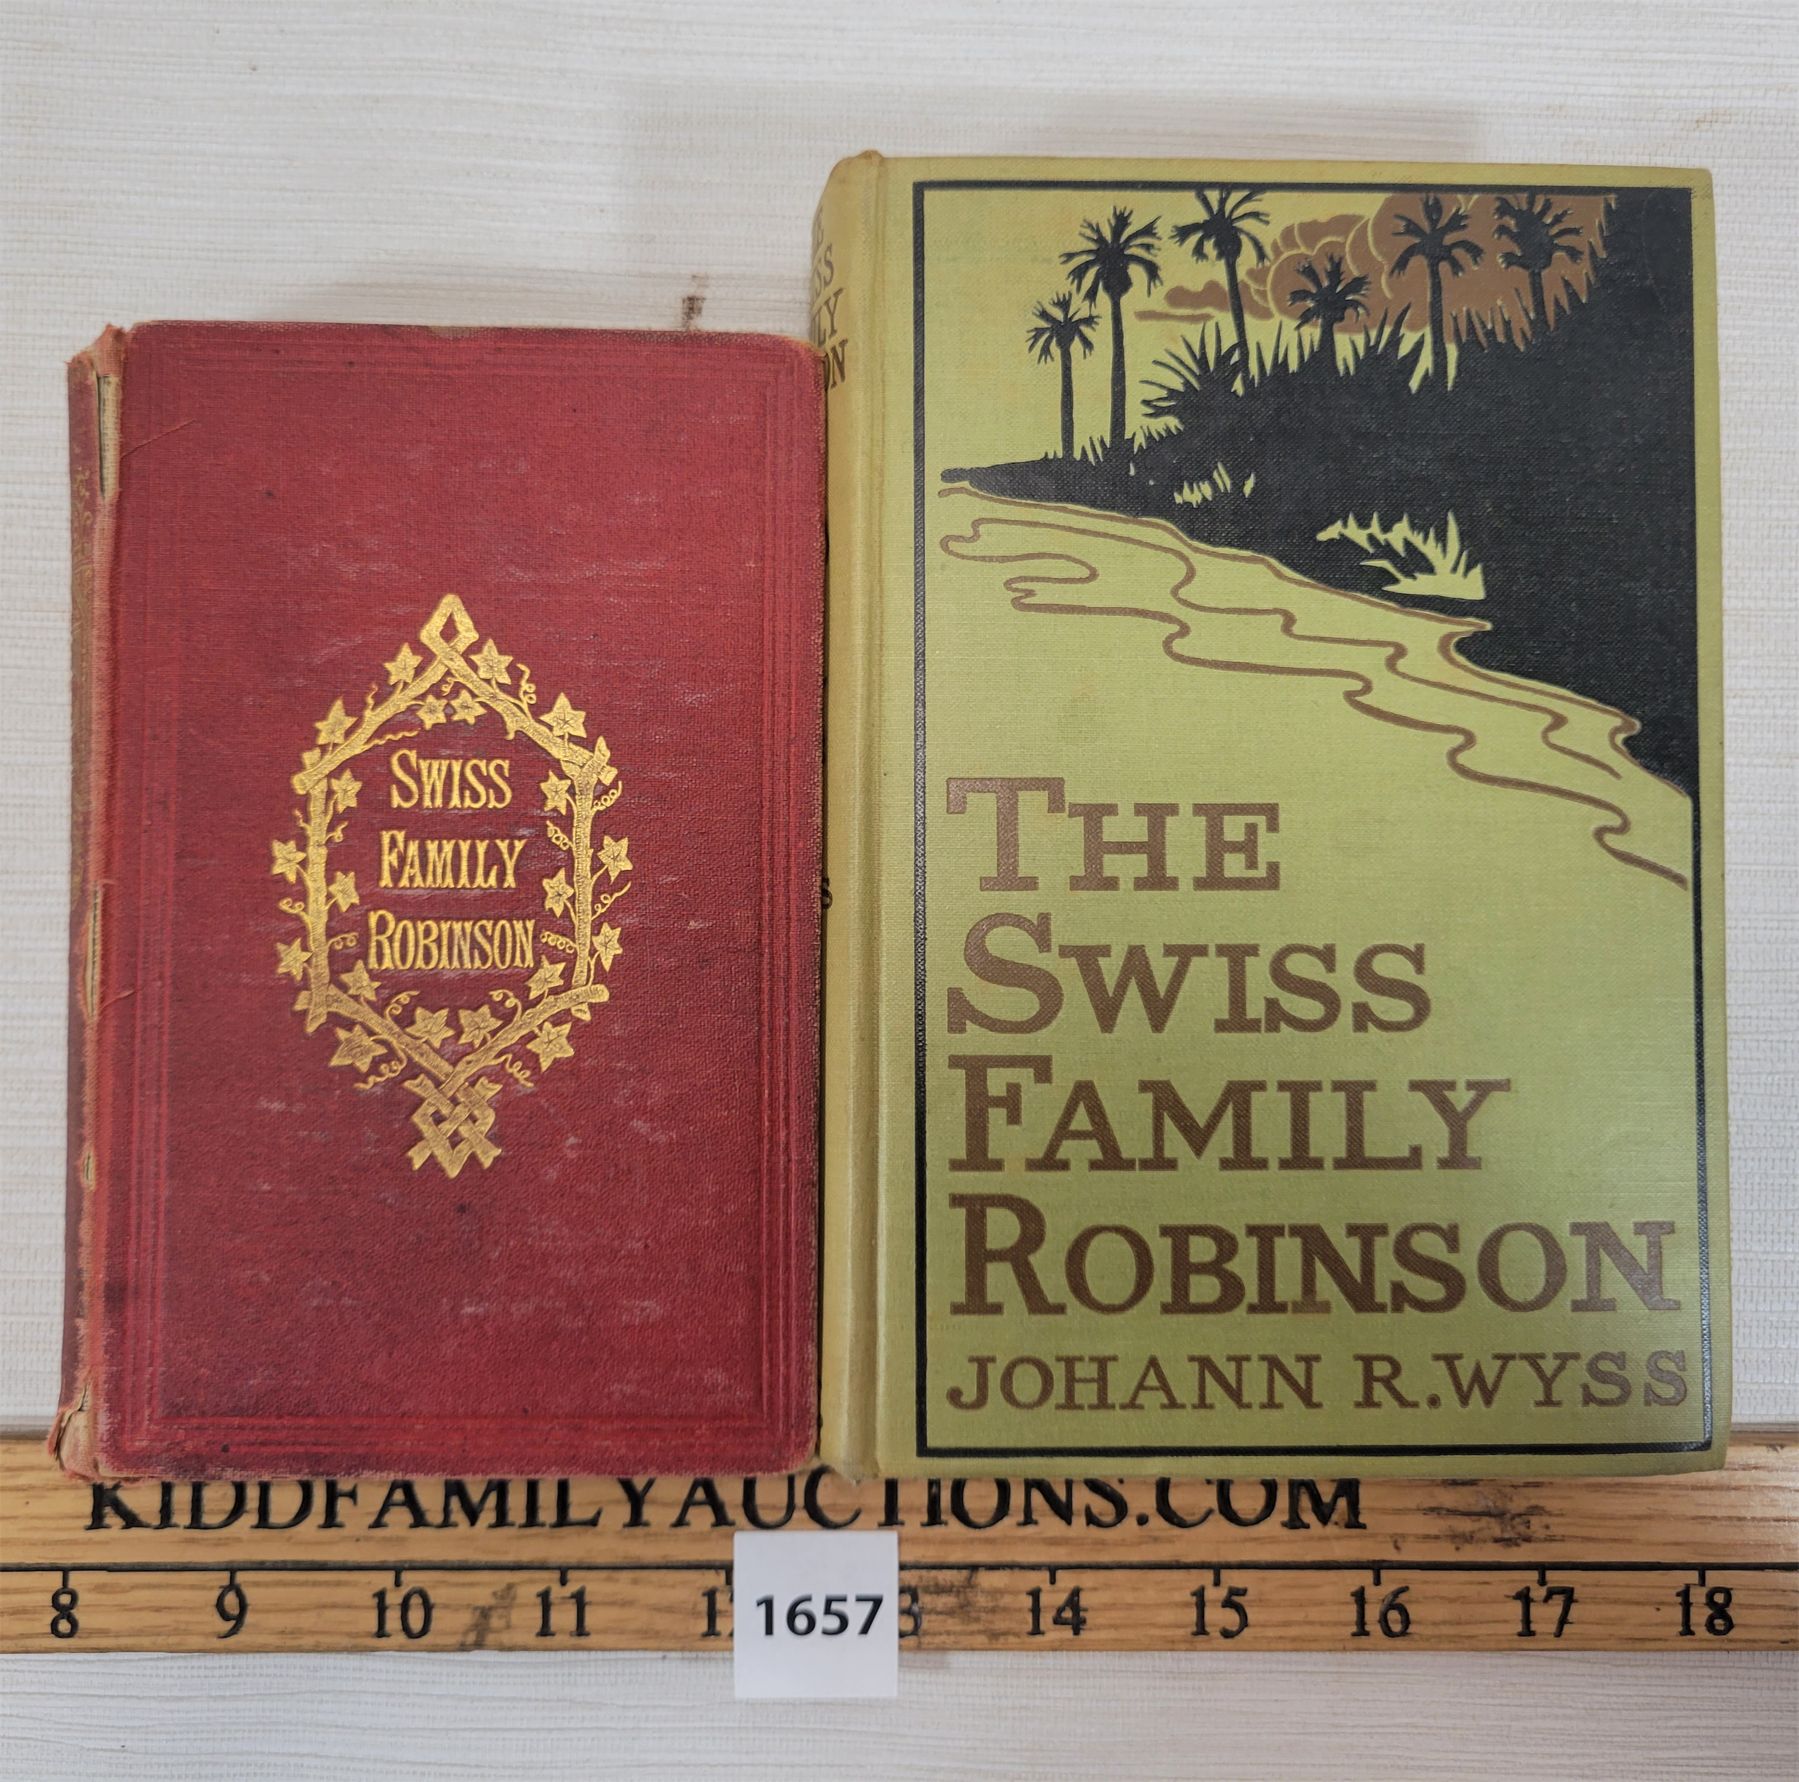 SWISS
FAMILY
ROBINSON
THE
SWISS
FAMILY
ROBINSON
JOHANN R. WYSS
KIDDFAMILYAUCTIONS.COM
8 9 10 11 14 15 16 17 18
1657